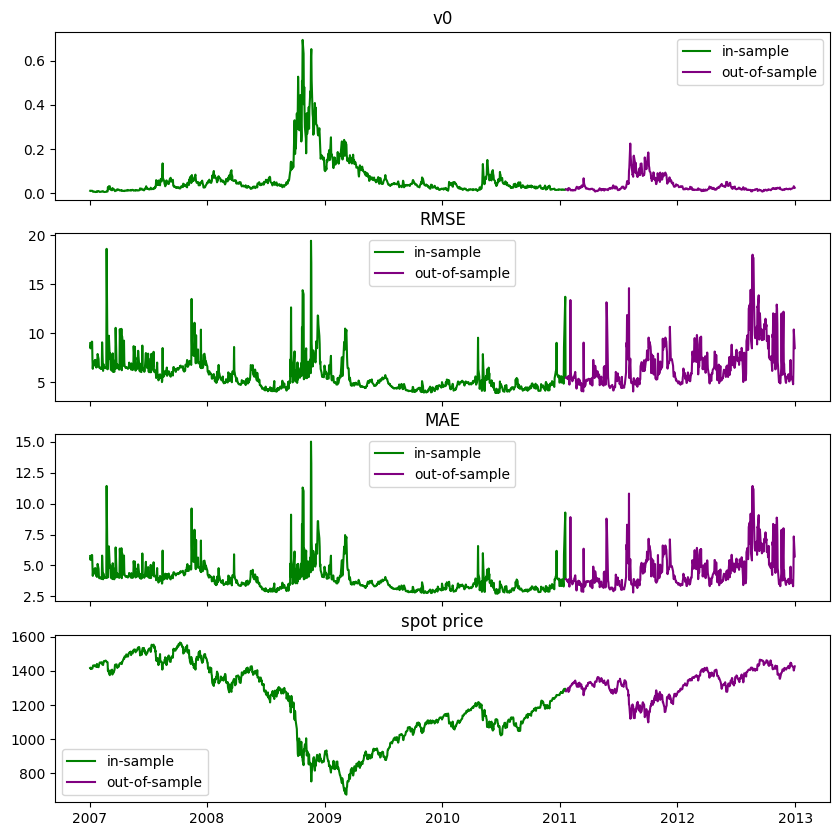 v0
0.6
0.4
0.2
0.0
in-sample
out-of-sample
RMSE
20
15
10
5
in-sample
out-of-sample
MAE
15.0
12.5
10.0
7.5
5.0
2.5
in-sample
out-of-sample
spot price
1600
1400
1200
1000
800
in-sample
out-of-sample
2007 2008 2009 2010 2011 2012 2013